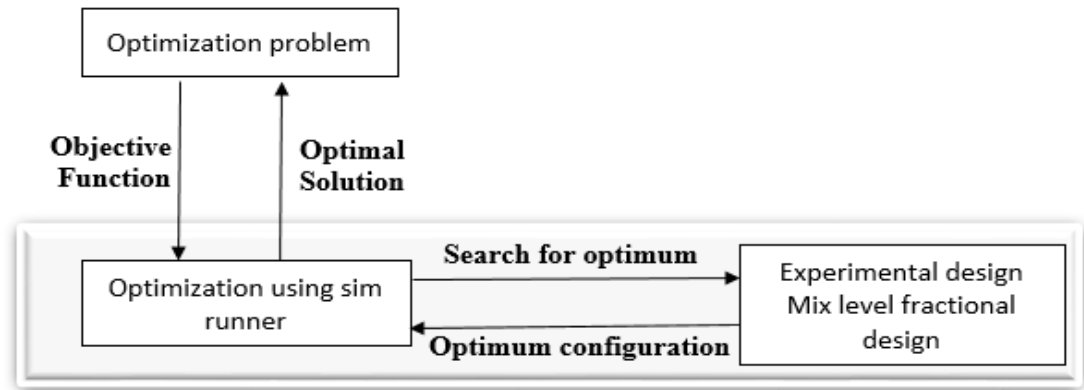 Optimization problem
Objective
Function
Optimal
Solution
Search for optimum
Optimization using sim
runner
Experimental design
Mix level fractional
design
Optimum configuration